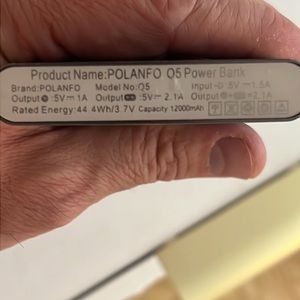 Product Name:POLANFO Q5 Power Bank
Brand:POLANFO Model No:Q5 Input :5V 1.5A
Output :5V 1A Output :5V 2.1A Output + =2.1A
Rated Energy:44.4Wh/3.7V Capacity:12000mAh